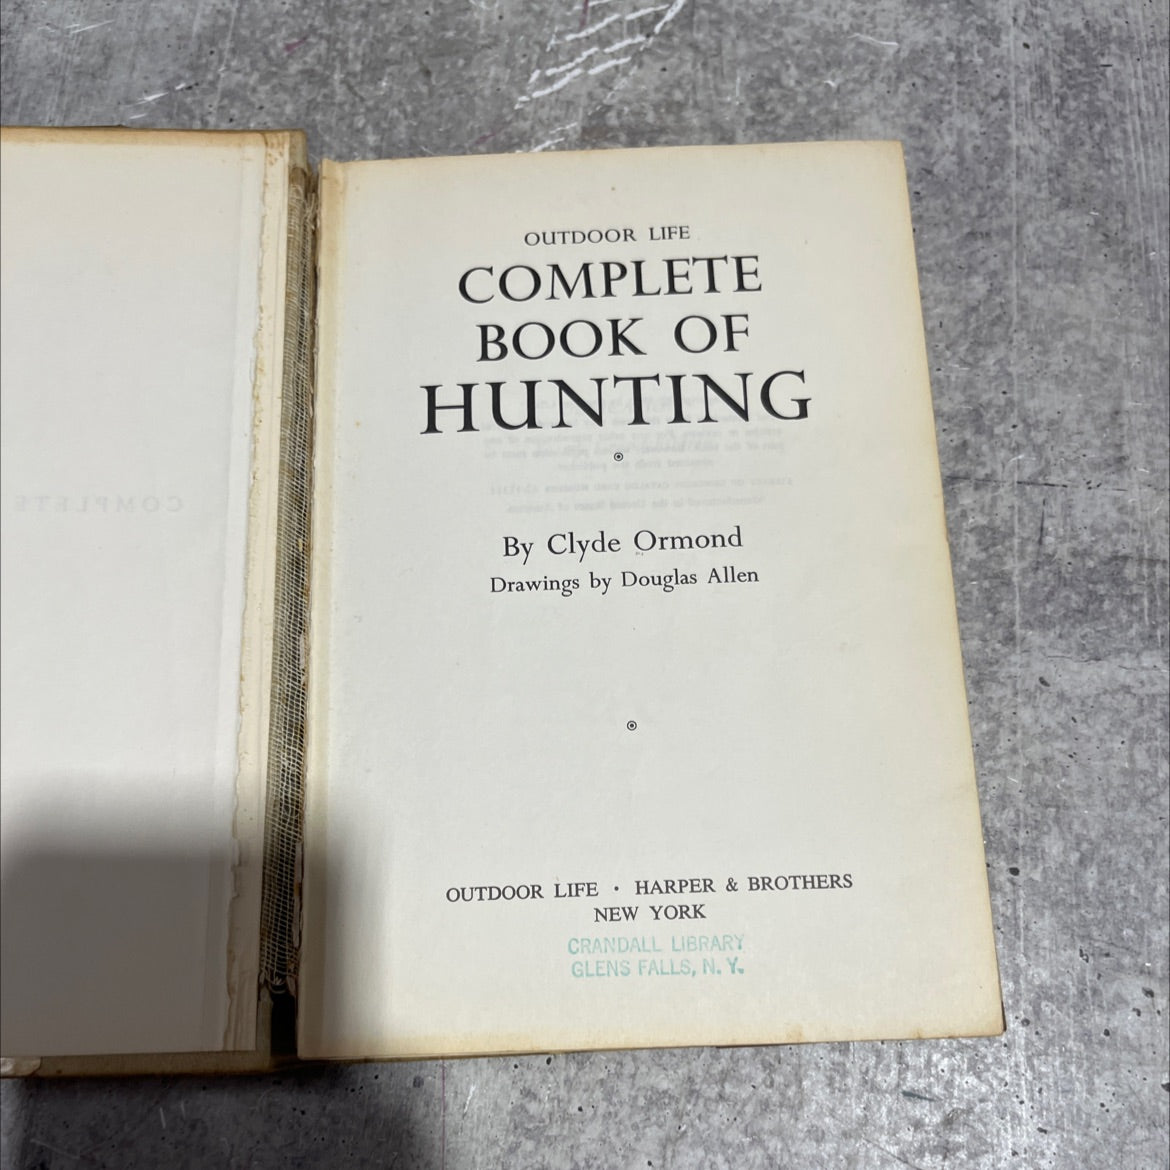 COMPLETE
OUTDOOR LIFE
COMPLETE
BOOK OF
HUNTING
By Clyde Ormond
Drawings by Douglas Allen
OUTDOOR LIFE • HARPER & BROTHERS
NEW YORK
CRANDALL LIBRARY
GLENS FALLS, N. Y.